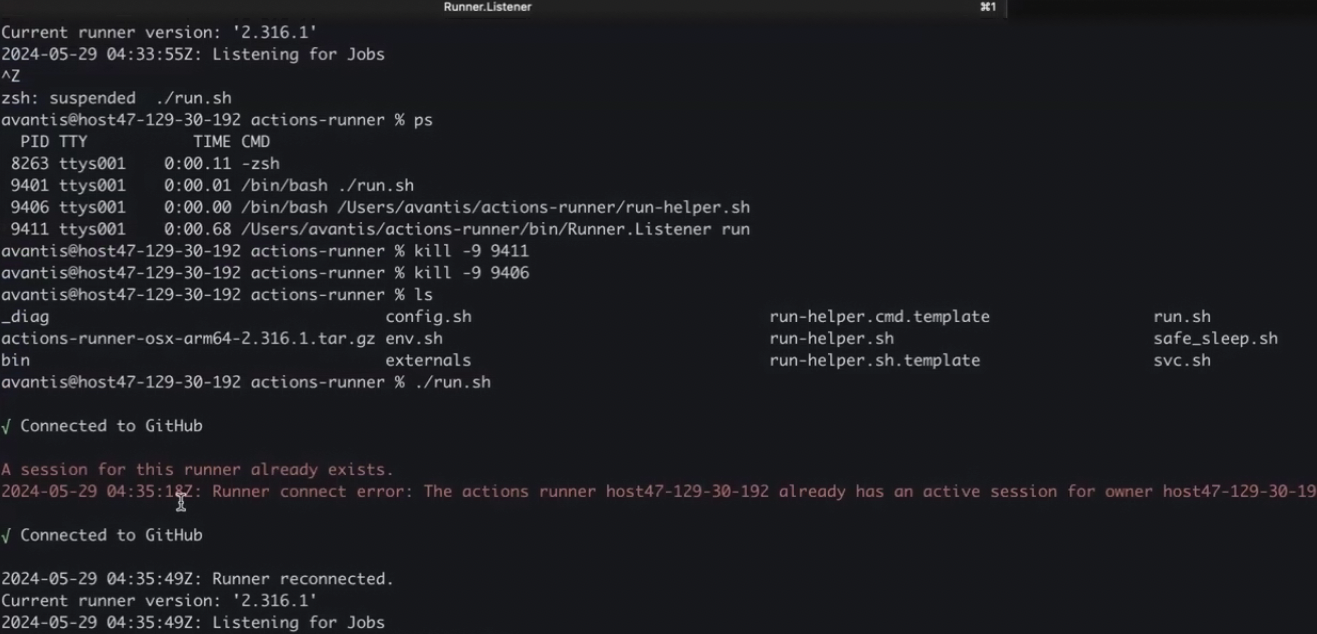 Runner.Listener ⌘1
Current runner version: '2.316.1'
2024-05-29 04:33:55Z: Listening for Jobs
^Z
zsh: suspended  ./run.sh
avantis@host47-129-30-192 actions-runner % ps
  PID TTY           TIME CMD
 8263 ttys001    0:00.11 -zsh
 9401 ttys001    0:00.01 /bin/bash ./run.sh
 9406 ttys001    0:00.00 /bin/bash /Users/avantis/actions-runner/run-helper.sh
 9411 ttys001    0:00.68 /Users/avantis/actions-runner/bin/Runner.Listener run
avantis@host47-129-30-192 actions-runner % kill -9 9411
avantis@host47-129-30-192 actions-runner % kill -9 9406
avantis@host47-129-30-192 actions-runner % ls
_diag                                   config.sh                               run-helper.cmd.template                 run.sh
actions-runner-osx-arm64-2.316.1.tar.gz env.sh                                  run-helper.sh                           safe_sleep.sh
bin                                     externals                               run-helper.sh.template                  svc.sh
avantis@host47-129-30-192 actions-runner % ./run.sh
√ Connected to GitHub
A session for this runner already exists.
2024-05-29 04:35:18Z: Runner connect error: The actions runner host47-129-30-192 already has an active session for owner host47-129-30-19
√ Connected to GitHub
2024-05-29 04:35:49Z: Runner reconnected.
Current runner version: '2.316.1'
2024-05-29 04:35:49Z: Listening for Jobs